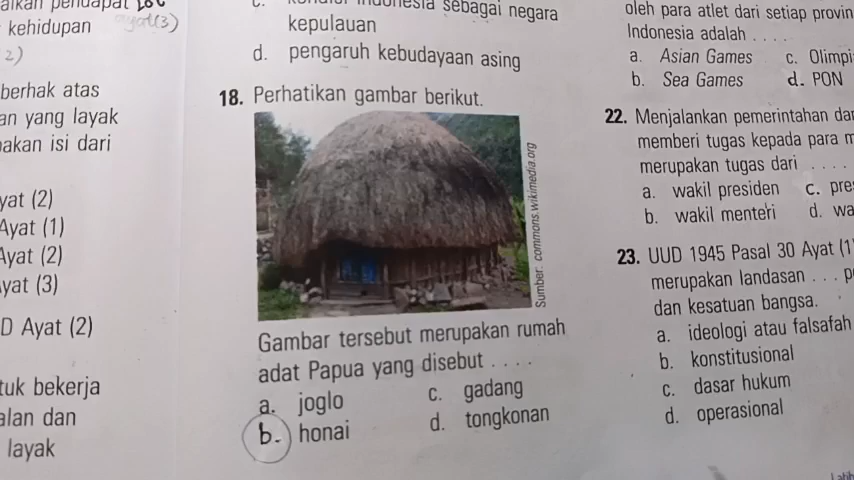 kehidupan
2)
berhak atas
an yang layak
akan isi dari
yat (2)
Ayat (1)
Ayat (2)
yat (3)
D Ayat (2)
tuk bekerja
alan dan
layak
c. sebagai negara
kepulauan
d. pengaruh kebudayaan asing
18. Perhatikan gambar berikut.
Sumber: commons.wikimedia.org
Gambar tersebut merupakan rumah
adat Papua yang disebut . . . .
a. joglo c. gadang
b. honai d. tongkonan
oleh para atlet dari setiap provin
Indonesia adalah . . . .
a. Asian Games c. Olimpi
b. Sea Games d. PON
22. Menjalankan pemerintahan dan
memberi tugas kepada para m
merupakan tugas dari . . . .
a. wakil presiden c. pre
b. wakil menteri d. wa
23. UUD 1945 Pasal 30 Ayat (1
merupakan landasan . . . p
dan kesatuan bangsa.
a. ideologi atau falsafah
b. konstitusional
c. dasar hukum
d. operasional